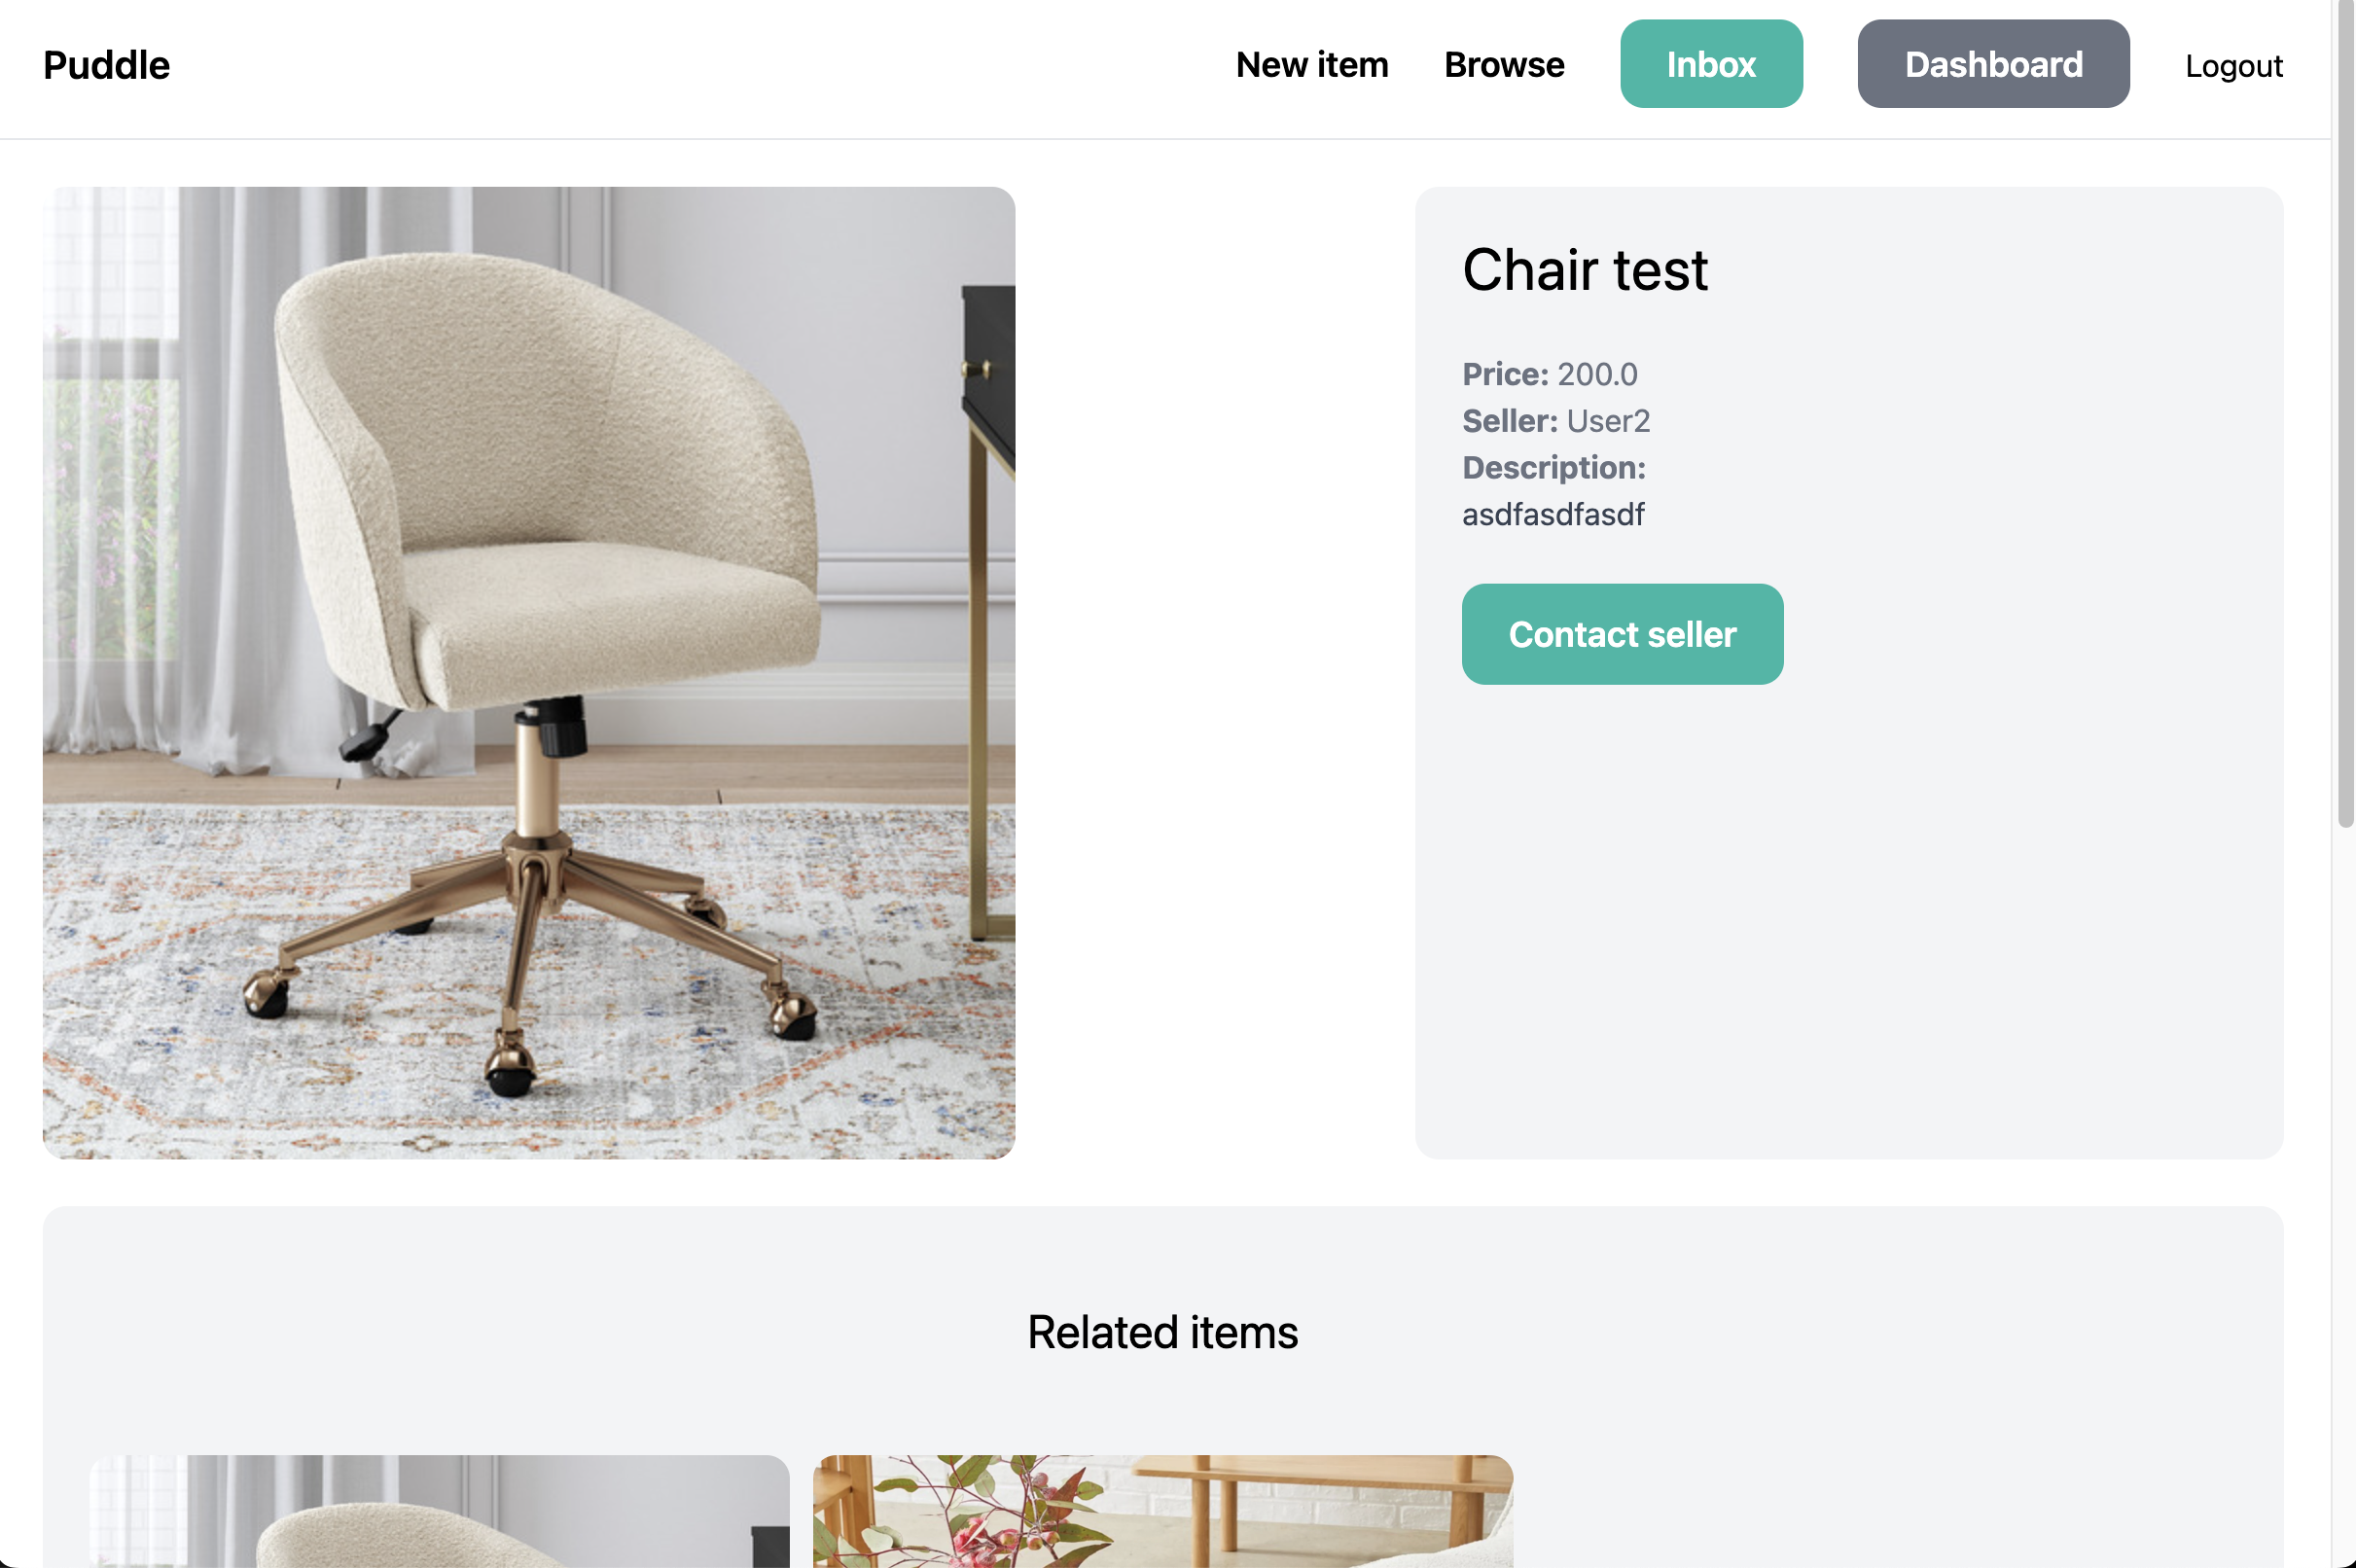 Puddle
New item Browse Inbox Dashboard Logout
Chair test
Price: 200.0
Seller: User2
Description:
asdfasdfasdf
Contact seller
Related items